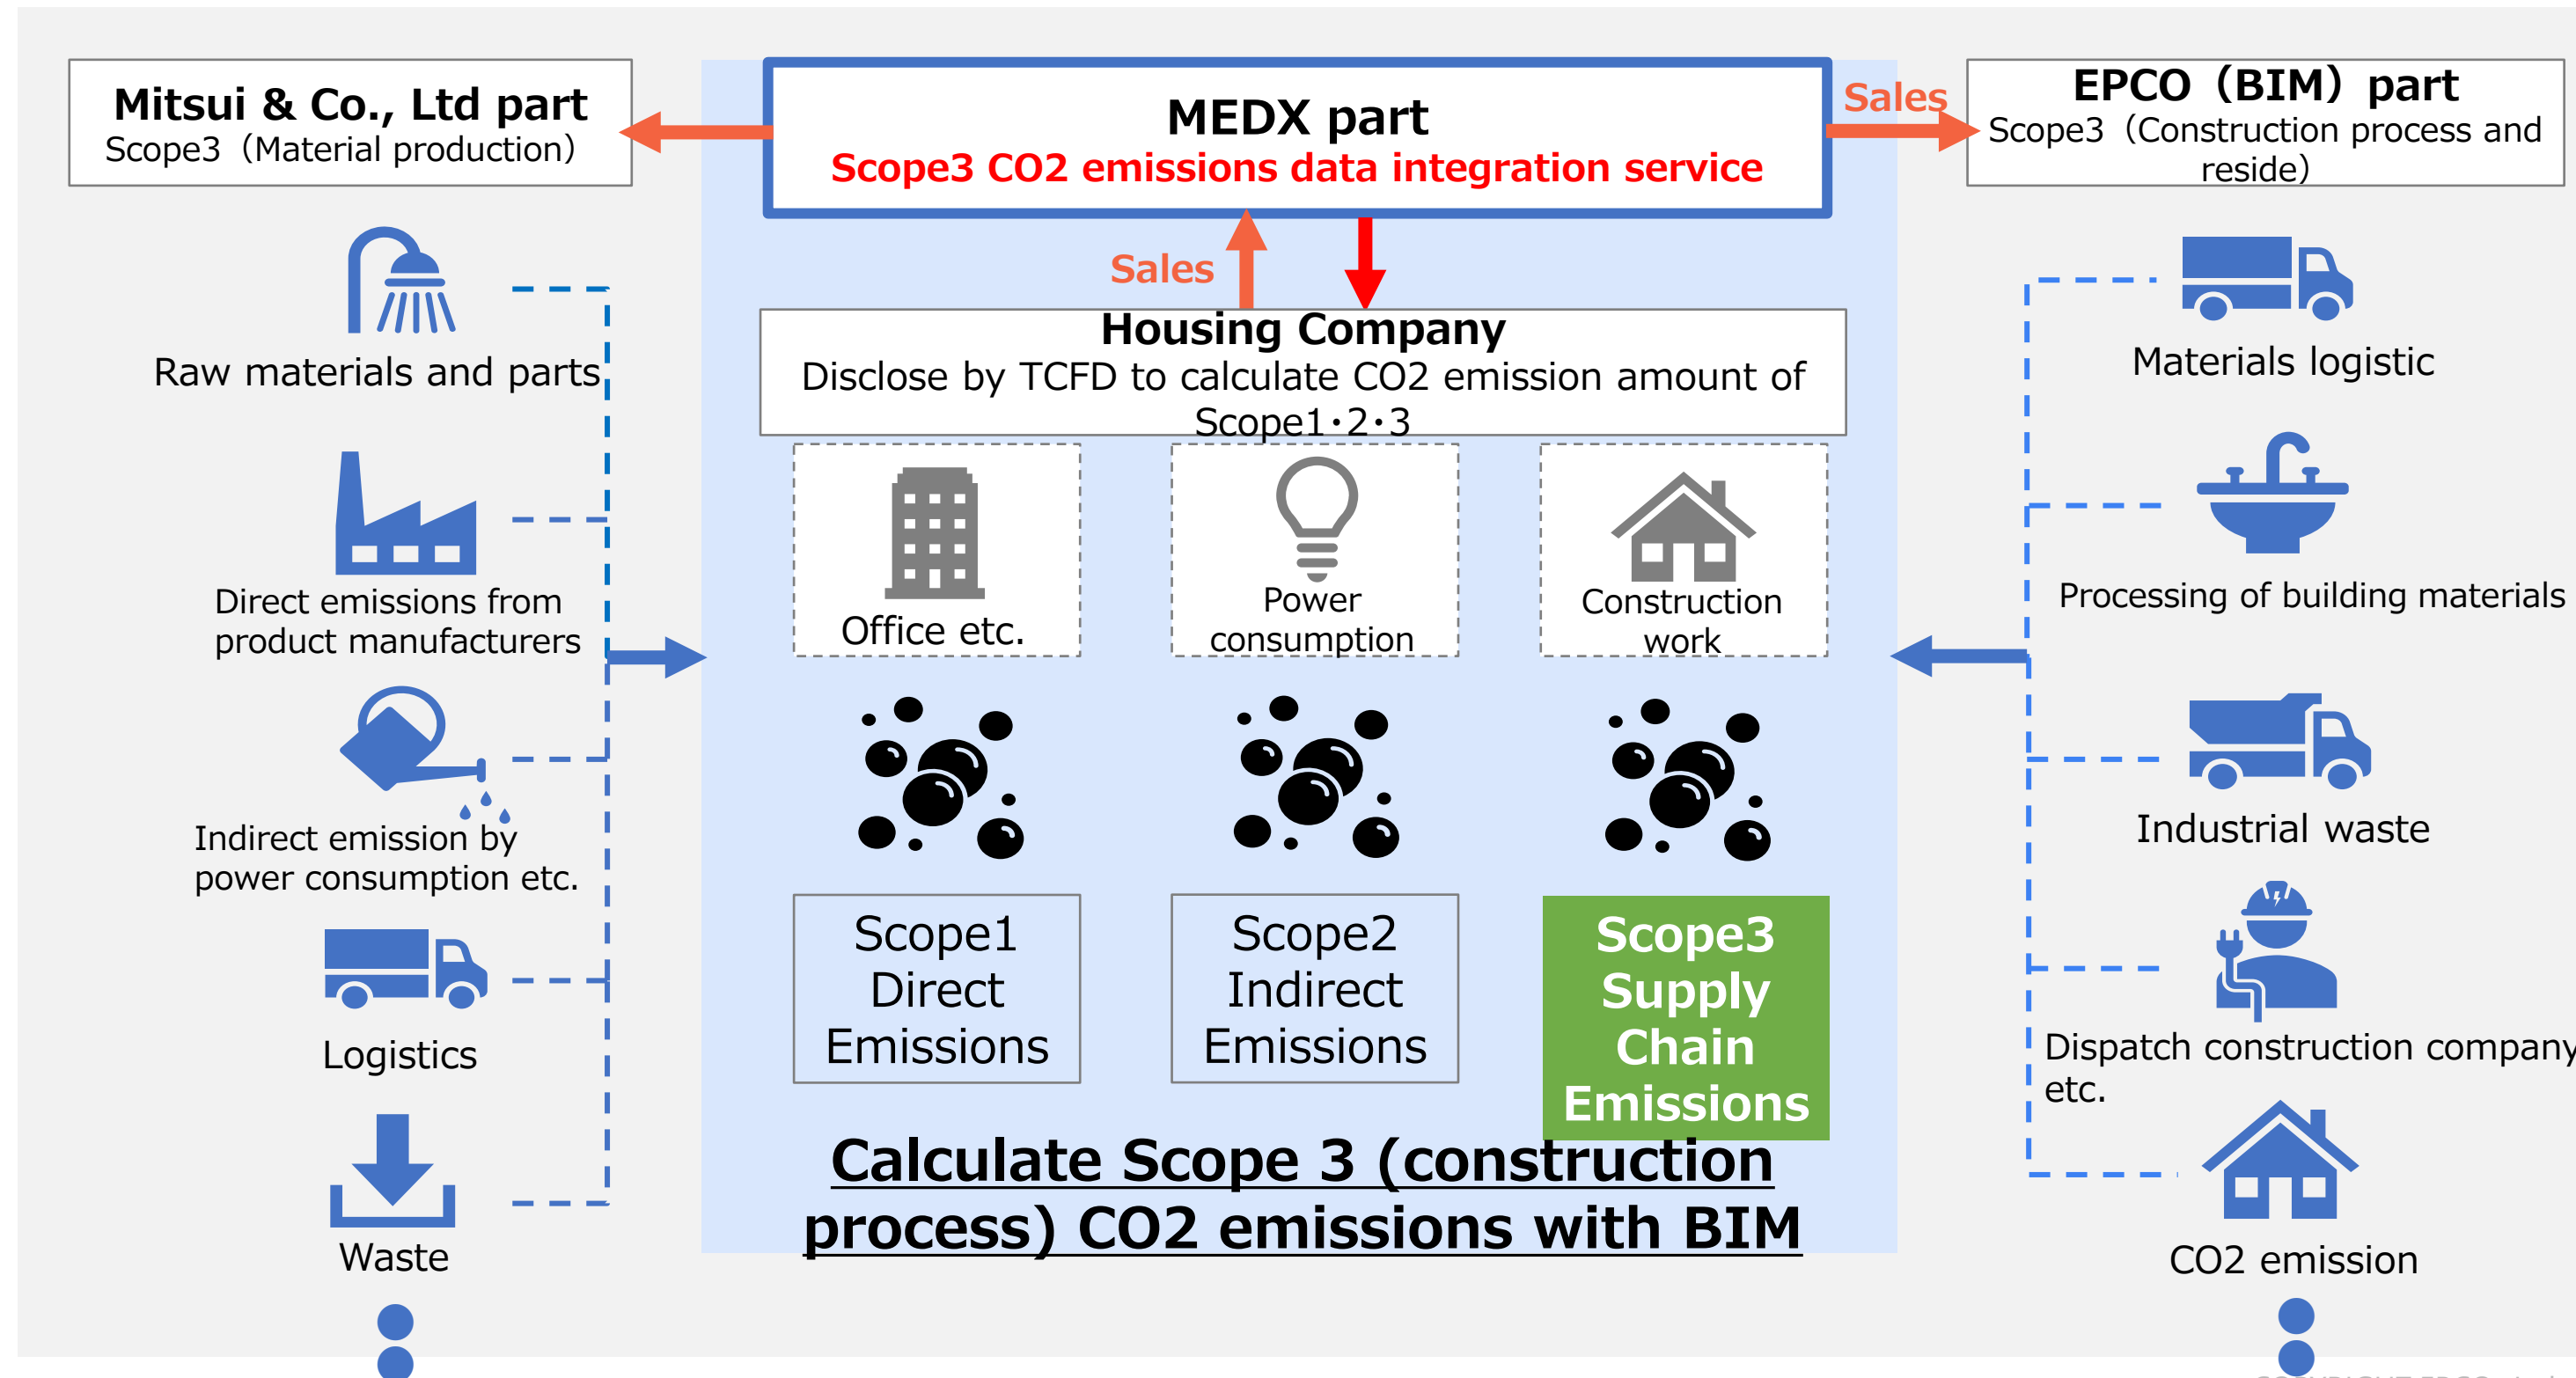 Mitsui & Co., Ltd part
Scope3（Material production）
MEDX part
Scope3 CO2 emissions data integration service
Sales
EPCO（BIM）part
Scope3（Construction process and
reside）
Sales
Housing Company
Disclose by TCFD to calculate CO2 emission amount of
Scope1･2･3
Raw materials and parts
Direct emissions from
product manufacturers
Indirect emission by
power consumption etc.
Logistics
Waste
Office etc.
Power
consumption
Construction
work
Scope1
Direct
Emissions
Scope2
Indirect
Emissions
Scope3
Supply
Chain
Emissions
Calculate Scope 3 (construction
process) CO2 emissions with BIM
Materials logistic
Processing of building materials
Industrial waste
Dispatch construction company
etc.
CO2 emission